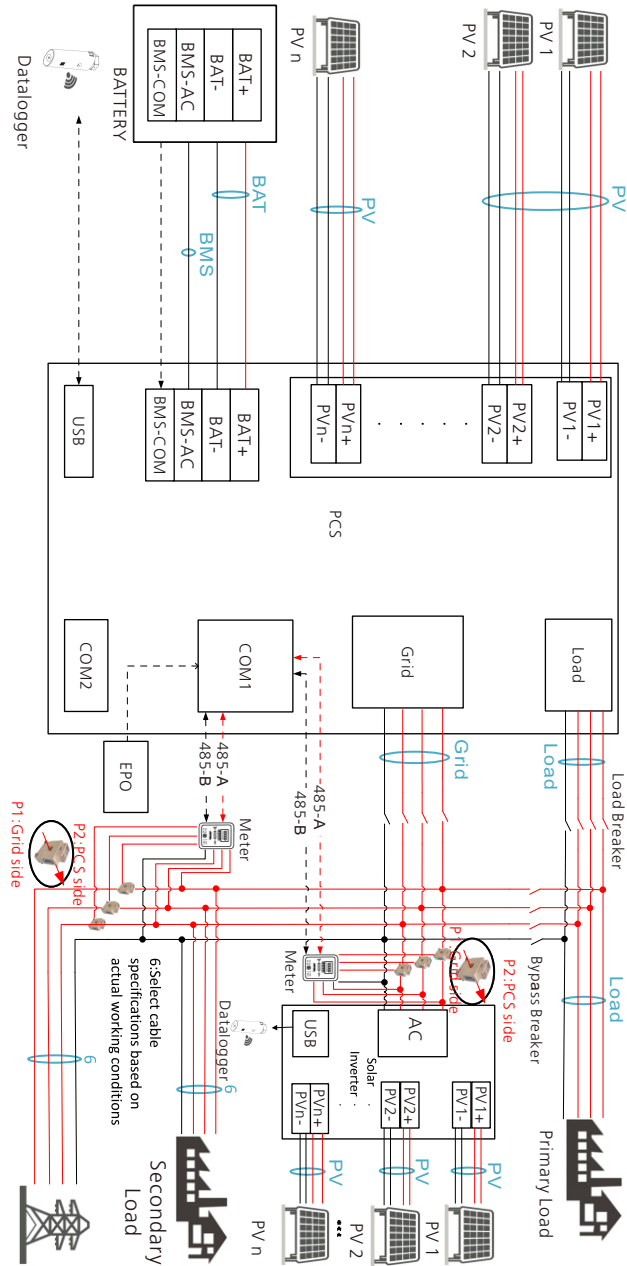 PV 1
PV 2
PV n
PV
PV
BAT
BMS
BATTERY
BAT+
BAT-
BMS-AC
BMS-COM
Datalogger
PV1+
PV1-
PV2+
PV2-
. . . . .
PVn+
PVn-
BAT+
BAT-
BMS-AC
BMS-COM
USB
PCS
Load
Grid
COM1
COM2
EPO
Load
Load Breaker
Load
Primary Load
Bypass Breaker
Grid
485-A
485-B
485-A
485-B
Meter
P2:PCS side
P1:Grid side
P2:PCS side
P1:Grid side
Meter
AC
USB
Solar
Inverter
PV1+
PV1-
PV2+
PV2-
. .
PVn+
PVn-
PV
PV
PV
PV 1
PV 2
...
PV n
Datalogger
6
Secondary
Load
6:Select cable
specifications based on
actual working conditions
6